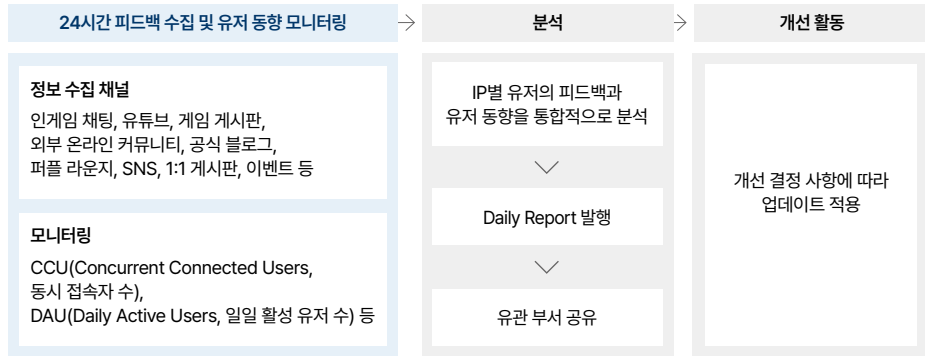 24시간 피드백 수집 및 유저 동향 모니터링
분석
개선 활동
정보 수집 채널
인게임 채팅, 유튜브, 게임 게시판,
외부 온라인 커뮤니티, 공식 블로그,
퍼플 라운지, SNS, 1:1 게시판, 이벤트 등
모니터링
CCU(Concurrent Connected Users,
동시 접속자 수),
DAU(Daily Active Users, 일일 활성 유저 수) 등
IP별 유저의 피드백과
유저 동향을 통합적으로 분석
Daily Report 발행
유관 부서 공유
개선 결정 사항에 따라
업데이트 적용